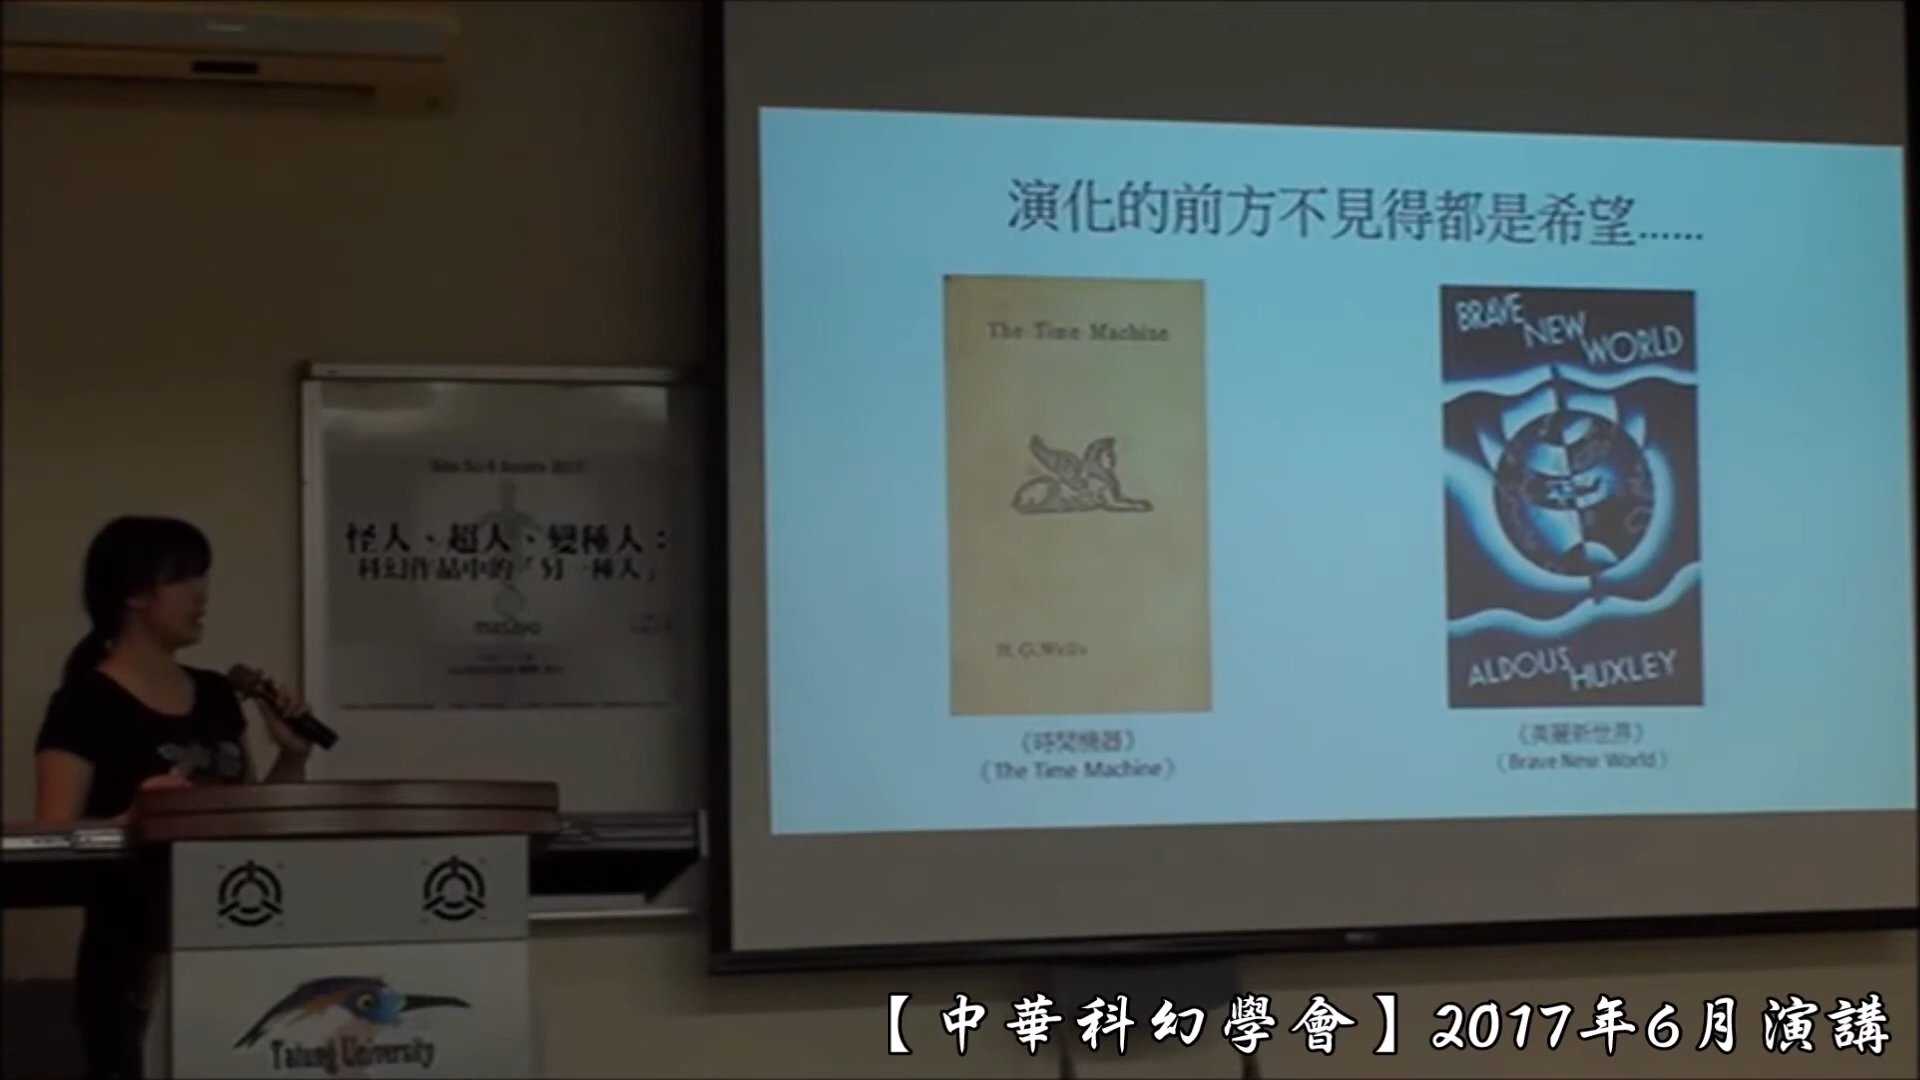 演化的前方不見得都是希望......
The Time Machine
H. G. Wells
《時間機器》
(The Time Machine)
BRAVE NEW WORLD
ALDOUS HUXLEY
《美麗新世界》
(Brave New World)
怪人、超人、變種人：
科幻作品中的「另一種人」
Tatung University
【中華科幻學會】2017年6月演講